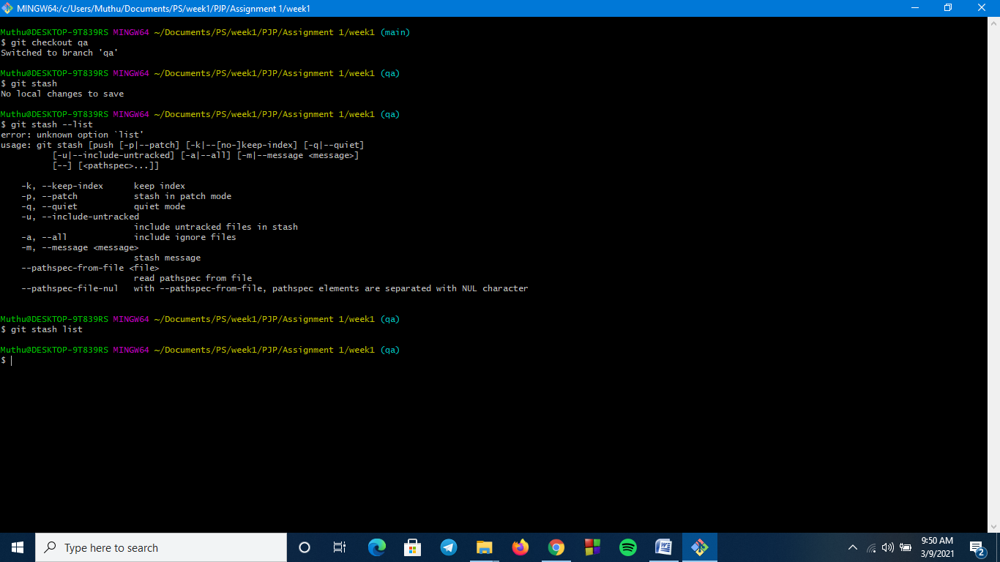 MINGW64:/c/Users/Muthu/Documents/PS/week1/PJP/Assignment 1/week1
Muthu@DESKTOP-9T839RS MINGW64 ~/Documents/PS/week1/PJP/Assignment 1/week1 (main)
$ git checkout qa
Switched to branch 'qa'
Muthu@DESKTOP-9T839RS MINGW64 ~/Documents/PS/week1/PJP/Assignment 1/week1 (qa)
$ git stash
No local changes to save
Muthu@DESKTOP-9T839RS MINGW64 ~/Documents/PS/week1/PJP/Assignment 1/week1 (qa)
$ git stash --list
error: unknown option `list'
usage: git stash [push [-p|--patch] [-k|--[no-]keep-index] [-q|--quiet]
[-u|--include-untracked] [-a|--all] [-m|--message <message>]
[--] [<pathspec>...]]
-k, --keep-index keep index
-p, --patch stash in patch mode
-q, --quiet quiet mode
-u, --include-untracked
include untracked files in stash
-a, --all include ignore files
-m, --message <message>
stash message
--pathspec-from-file <file>
read pathspec from file
--pathspec-file-nul with --pathspec-from-file, pathspec elements are separated with NUL character
Muthu@DESKTOP-9T839RS MINGW64 ~/Documents/PS/week1/PJP/Assignment 1/week1 (qa)
$ git stash list
Muthu@DESKTOP-9T839RS MINGW64 ~/Documents/PS/week1/PJP/Assignment 1/week1 (qa)
$
Type here to search
9:50 AM
3/9/2021
2